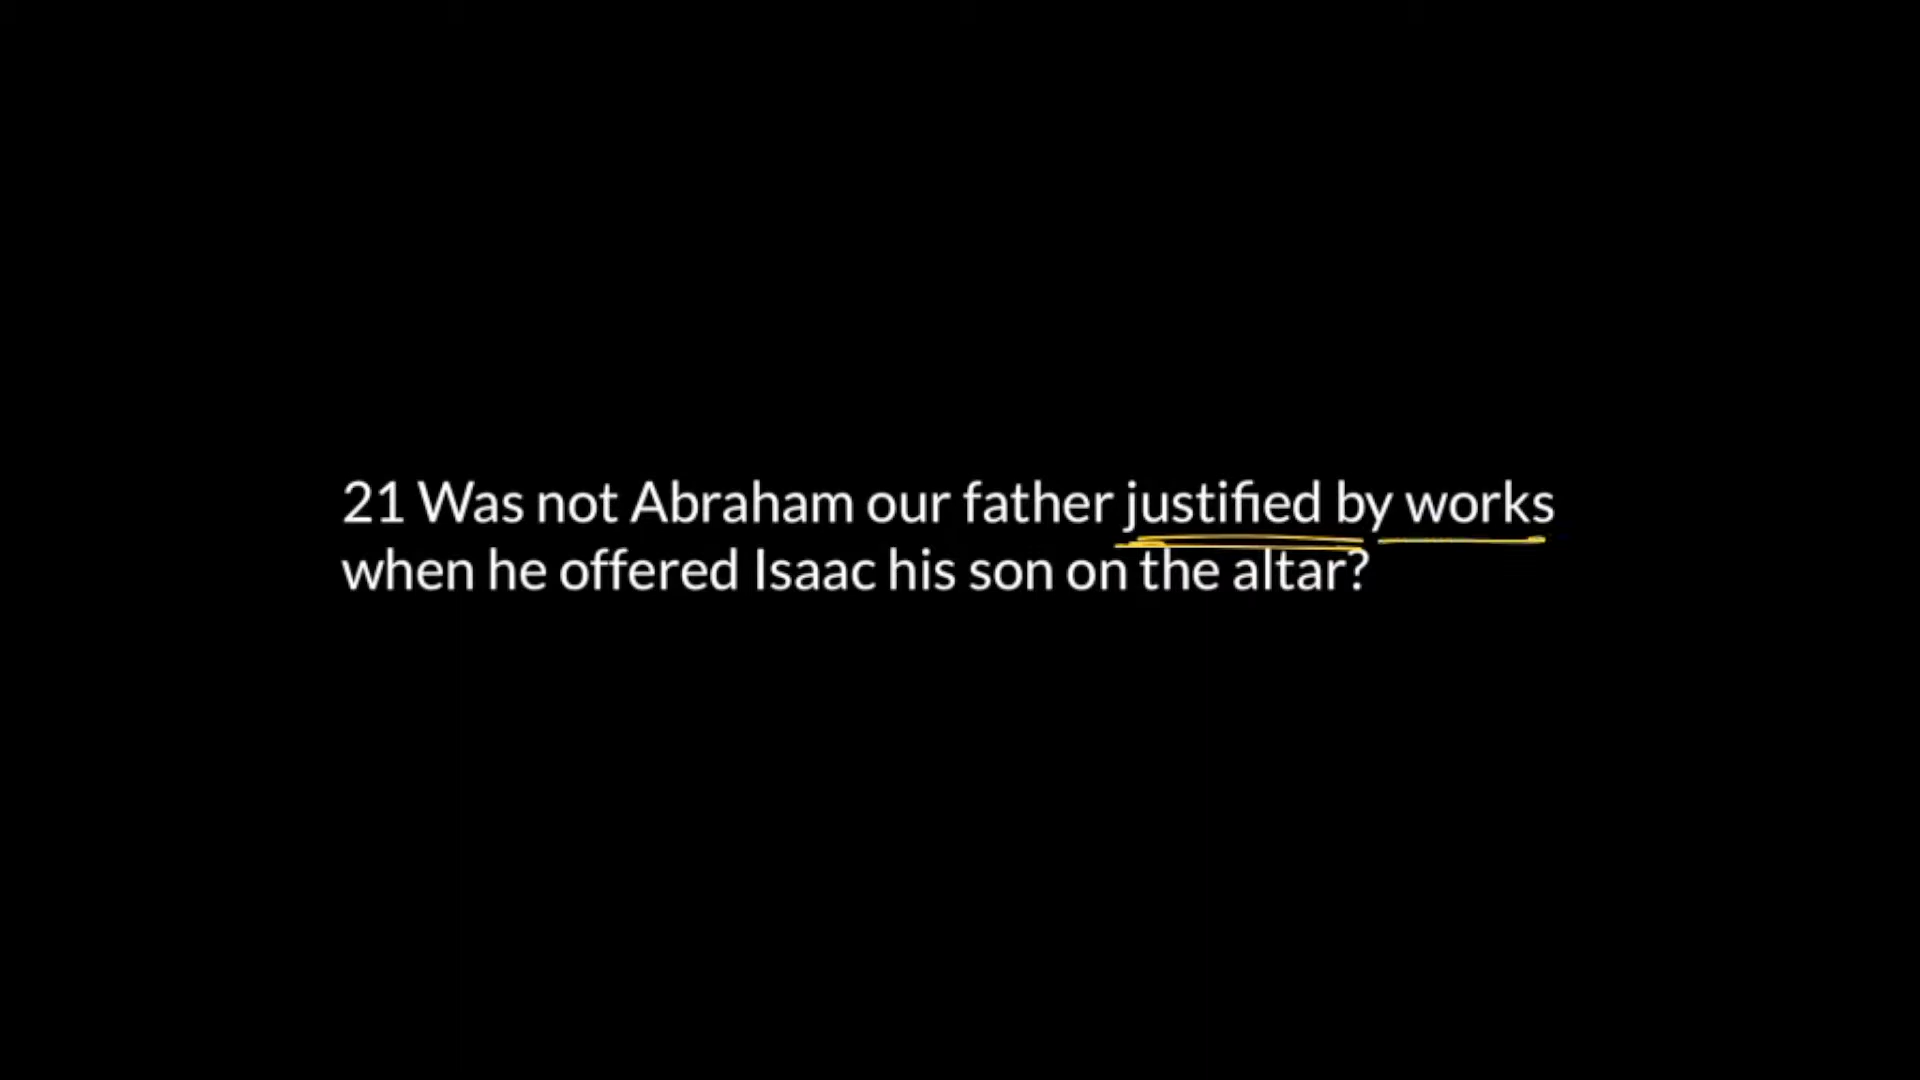 21 Was not Abraham our father justified by works
when he offered Isaac his son on the altar?